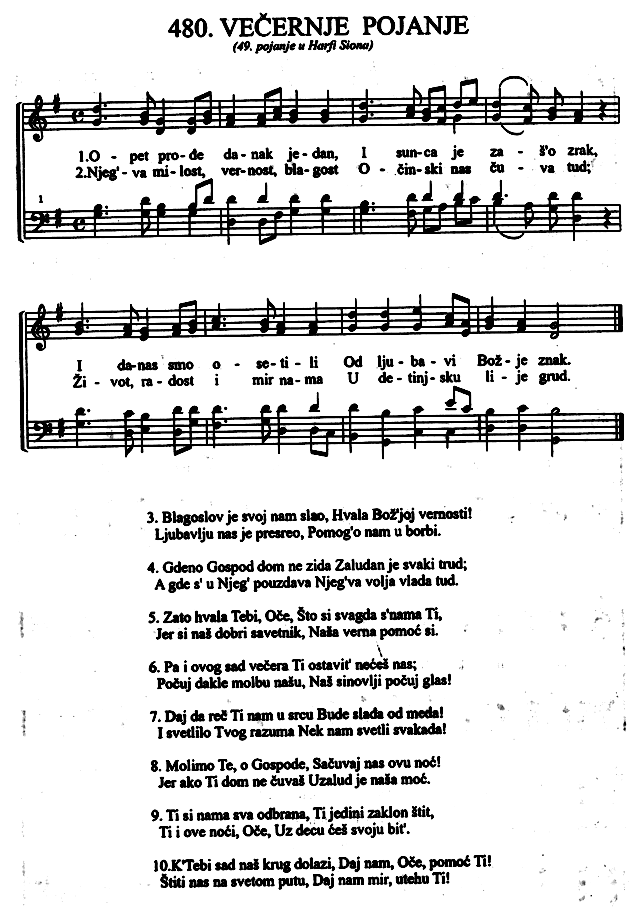 480. VEČERNJE POJANJE
(49. pojanje u Harfi Siona)
1.O - pet pro - đe da - nak je - dan, I sun - ca je za - š'o zrak,
2.Njeg' - va mi - lost, ver - nost, bla - gost O - čin - ski nas ču - va tud;
1
I da - nas smo o - se - ti - li Od lju - ba - vi Bož - je znak.
Ži - vot, ra - dost i mir na - ma U de - tinj - sku li - je grud.
3. Blagoslov je svoj nam slao, Hvala Bož'joj vernosti!
Ljubavlju nas je presreo, Pomog'o nam u borbi.
4. Gdeno Gospod dom ne zida Zaludan je svaki trud;
A gde s' u Njeg' pouzdava Njeg'va volja vlada tud.
5. Zato hvala Tebi, Oče, Što si svagda s'nama Ti,
Jer si naš dobri savetnik, Naša verna pomoć si.
6. Pa i ovog sad večera Ti ostavit' nećeš nas;
Počuj dakle molbu našu, Naš sinovlji počuj glas!
7. Daj da reč Ti nam u srcu Bude slađa od meda!
I svetlilo Tvog razuma Nek nam svetli svakada!
8. Molimo Te, o Gospode, Sačuvaj nas ovu noć!
Jer ako Ti dom ne čuvaš Uzalud je naša moć.
9. Ti si nama sva odbrana, Ti jedini zaklon štit,
Ti i ove noći, Oče, Uz decu ćeš svoju bit'.
10.K'Tebi sad naš krug dolazi, Daj nam, Oče, pomoć Ti!
Štiti nas na svetom putu, Daj nam mir, utehu Ti!